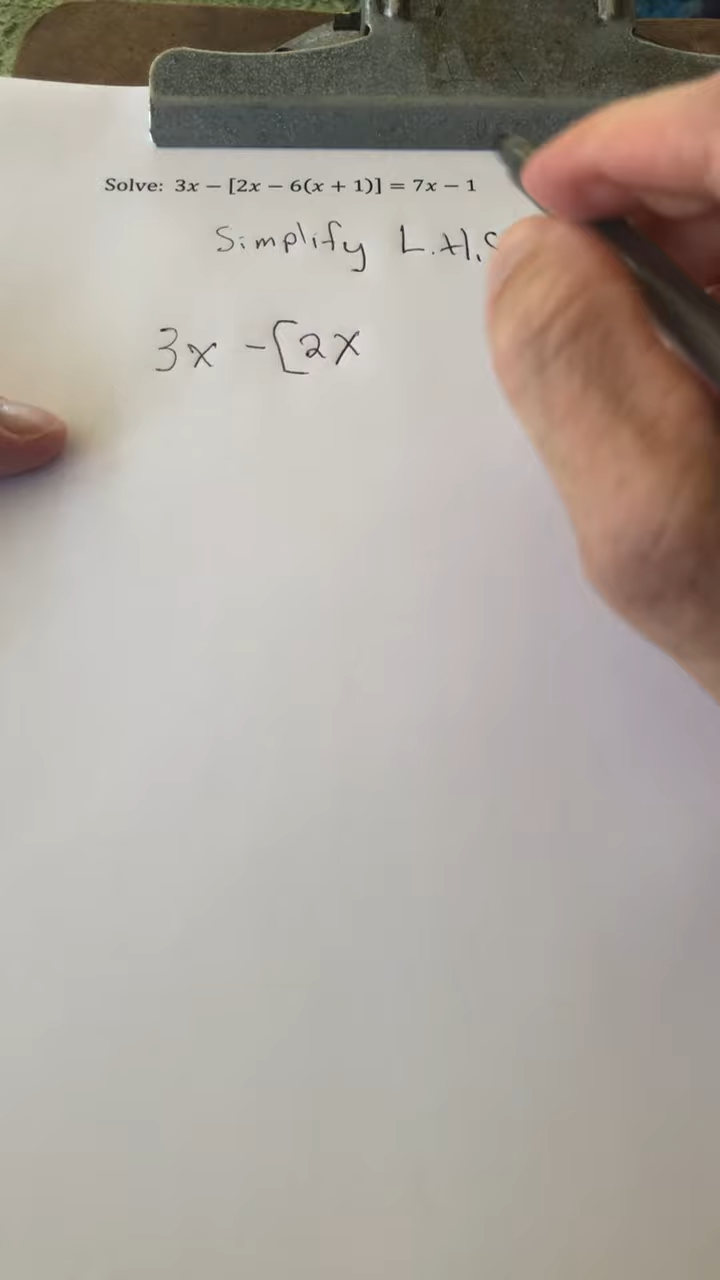 Solve: 3x − [2x − 6(x + 1)] = 7x − 1
Simplify L.H.S
3x -[2x